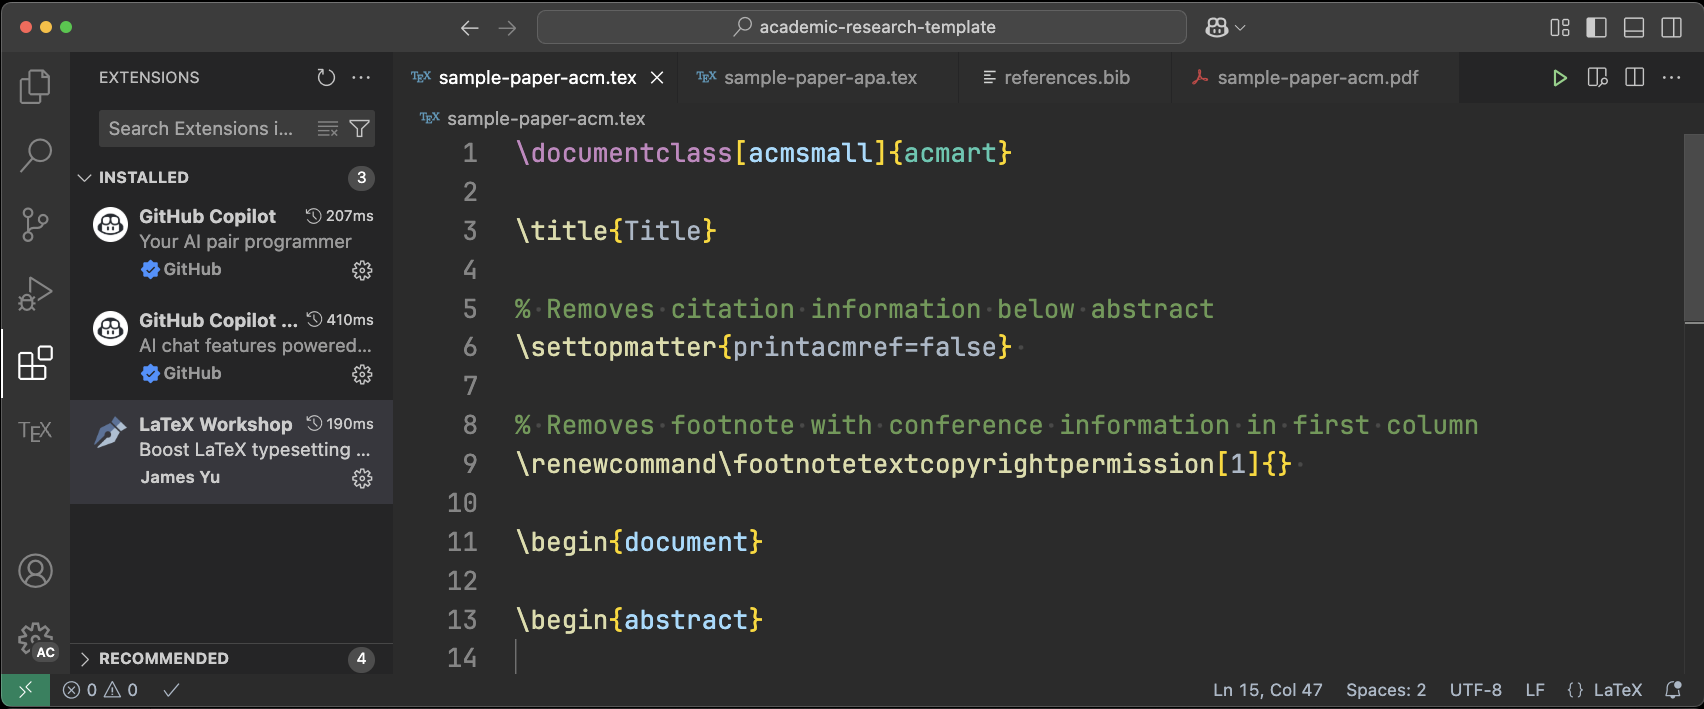 academic-research-template
EXTENSIONS
Search Extensions i...
INSTALLED 3
GitHub Copilot 207ms
Your AI pair programmer
GitHub
GitHub Copilot ... 410ms
AI chat features powered...
GitHub
LaTeX Workshop 190ms
Boost LaTeX typesetting ...
James Yu
RECOMMENDED 4
TEX
AC
TEX sample-paper-acm.tex
TEX sample-paper-apa.tex
references.bib
sample-paper-acm.pdf
TEX sample-paper-acm.tex
1 \documentclass[acmsmall]{acmart}
2
3 \title{Title}
4
5 % Removes citation information below abstract
6 \settopmatter{printacmref=false}
7
8 % Removes footnote with conference information in first column
9 \renewcommand\footnotetextcopyrightpermission[1]{}
10
11 \begin{document}
12
13 \begin{abstract}
14
0 0
Ln 15, Col 47 Spaces: 2 UTF-8 LF {} LaTeX